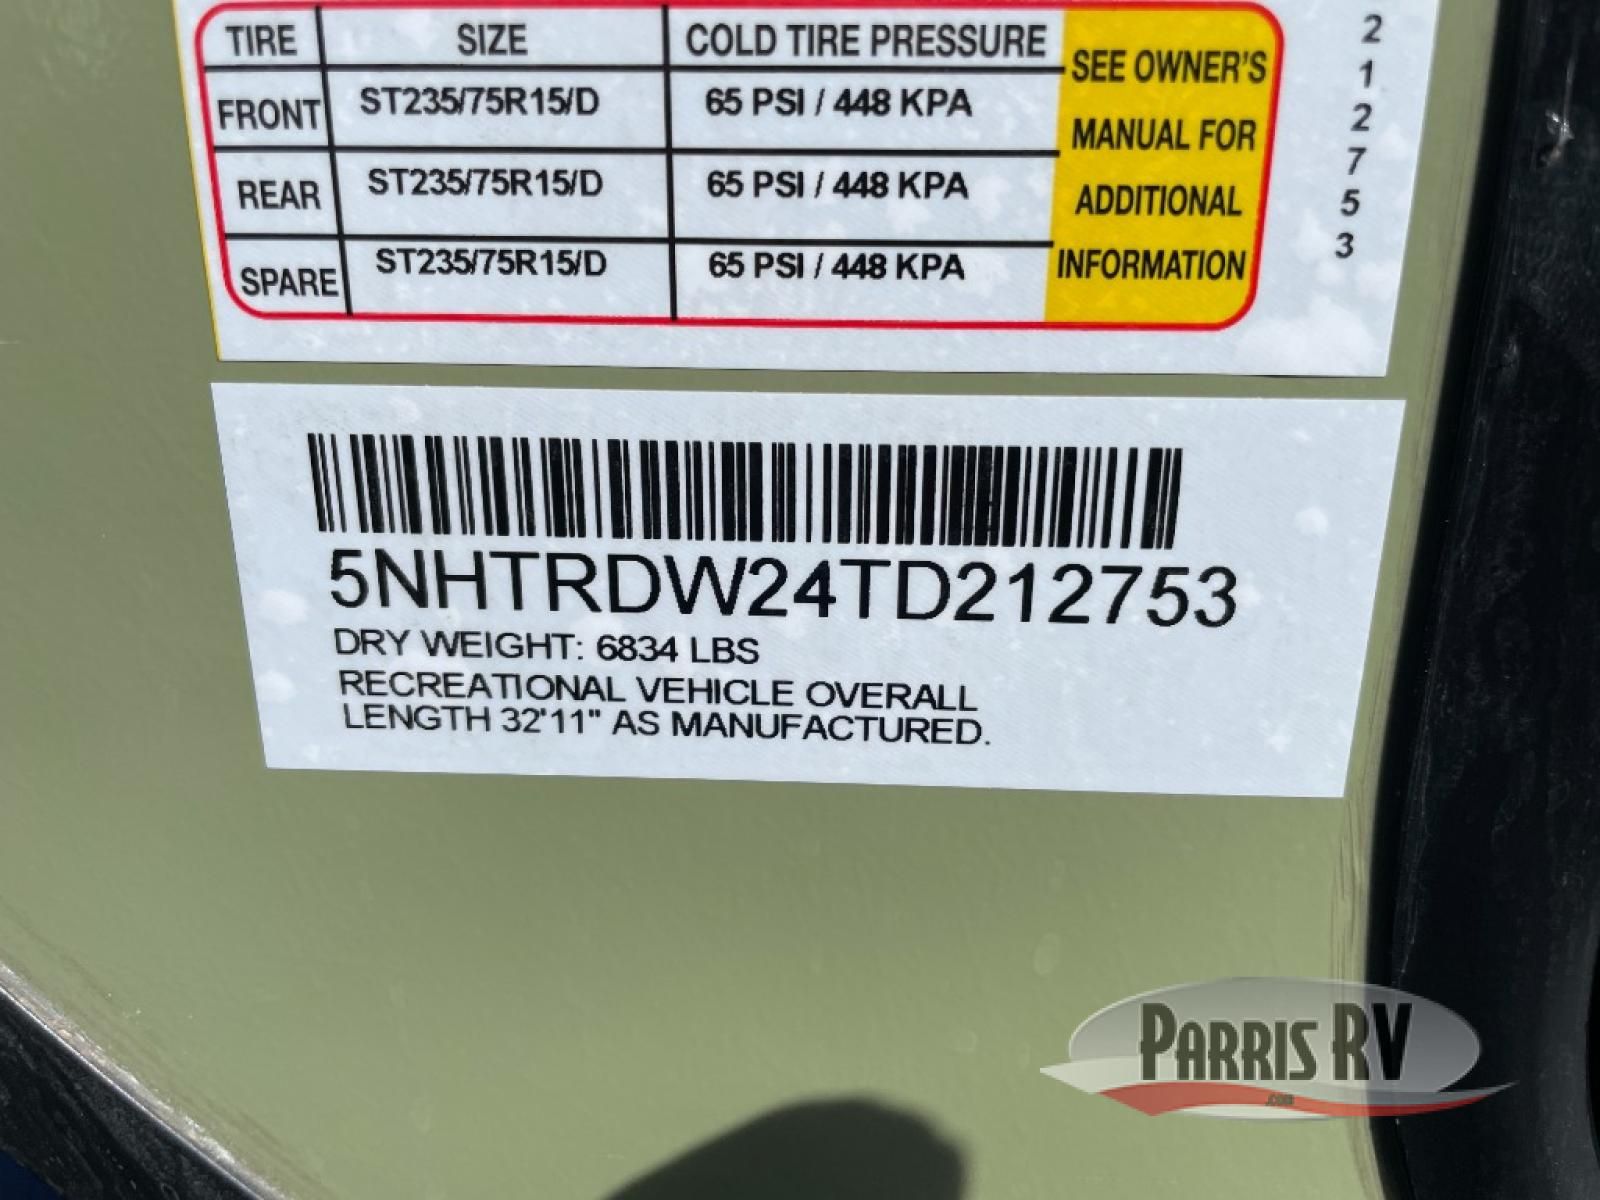 TIRE SIZE COLD TIRE PRESSURE
FRONT ST235/75R15/D 65 PSI / 448 KPA
REAR ST235/75R15/D 65 PSI / 448 KPA
SPARE ST235/75R15/D 65 PSI / 448 KPA
SEE OWNER'S
MANUAL FOR
ADDITIONAL
INFORMATION
2
1
2
7
5
3
5NHTRDW24TD212753
DRY WEIGHT: 6834 LBS
RECREATIONAL VEHICLE OVERALL
LENGTH 32'11" AS MANUFACTURED.
PARRIS RV
.com